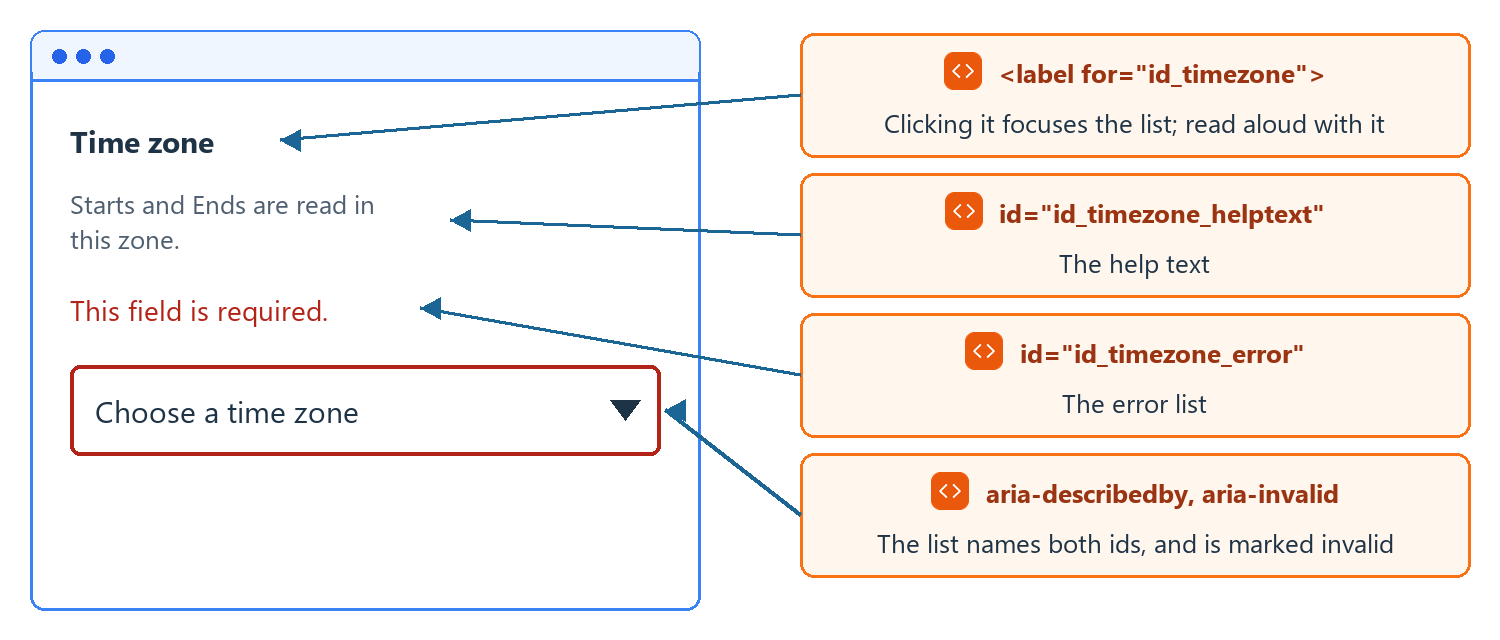 Time zone
Starts and Ends are read in
this zone.
This field is required.
Choose a time zone
<label for="id_timezone">
Clicking it focuses the list; read aloud with it
id="id_timezone_helptext"
The help text
id="id_timezone_error"
The error list
aria-describedby, aria-invalid
The list names both ids, and is marked invalid